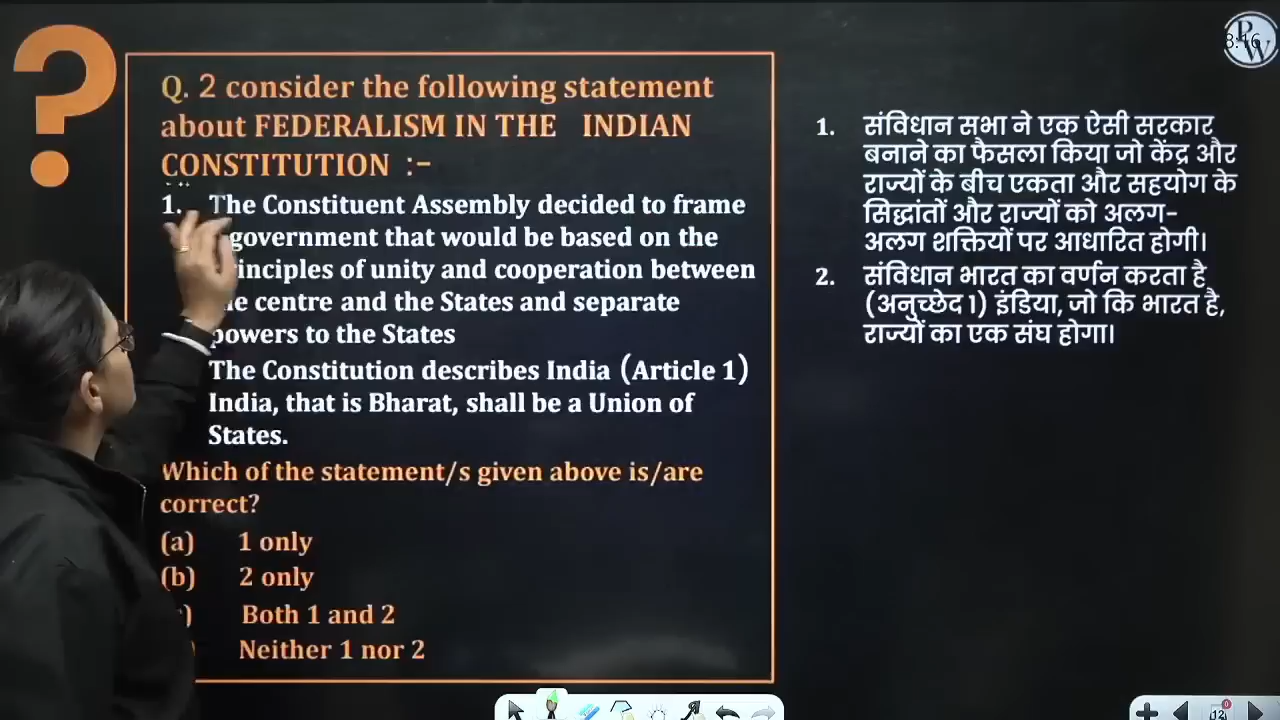 ?
PW
Q. 2 consider the following statement
about FEDERALISM IN THE INDIAN
CONSTITUTION :-
1. The Constituent Assembly decided to frame
government that would be based on the
principles of unity and cooperation between
the centre and the States and separate
powers to the States
The Constitution describes India (Article 1)
India, that is Bharat, shall be a Union of
States.
Which of the statement/s given above is/are
correct?
(a) 1 only
(b) 2 only
Both 1 and 2
Neither 1 nor 2
1. संविधान सभा ने एक ऐसी सरकार
बनाने का फैसला किया जो केंद्र और
राज्यों के बीच एकता और सहयोग के
सिद्धांतों और राज्यों को अलग-
अलग शक्तियों पर आधारित होगी।
2. संविधान भारत का वर्णन करता है
(अनुच्छेद 1) इंडिया, जो कि भारत है,
राज्यों का एक संघ होगा।
12